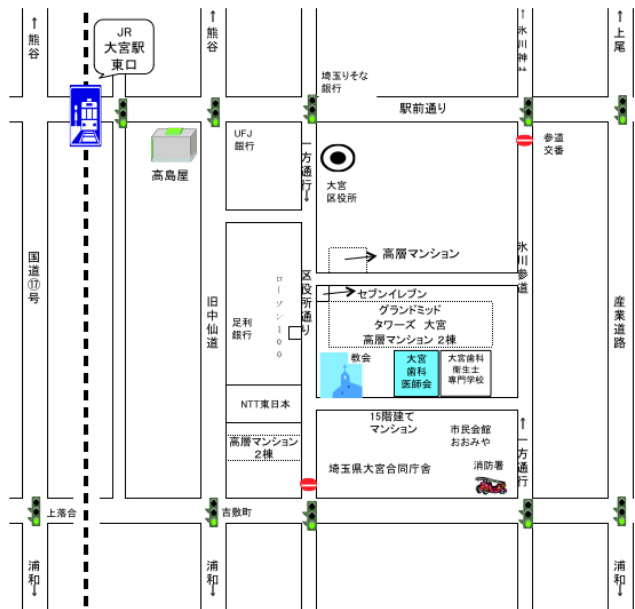 ↑熊谷
↑熊谷
↑氷川神社
↑上尾
JR
大宮駅
東口
埼玉りそな
銀行
駅前通り
UFJ
銀行
一方通行→
大宮
区役所
参道
交番
高島屋
高層マンション
国道⑰号
旧中仙道
ローソン100
区役所通り
氷川参道
産業道路
セブンイレブン
グランドミッド
タワーズ 大宮
高層マンション 2棟
足利
銀行
教会
大宮
歯科
医師会
大宮歯科
衛生士
専門学校
NTT東日本
15階建て
マンション
市民会館
おおみや
↑一方通行
高層マンション
2棟
埼玉県大宮合同庁舎
消防署
上落合
吉敷町
浦和→
浦和→
浦和→